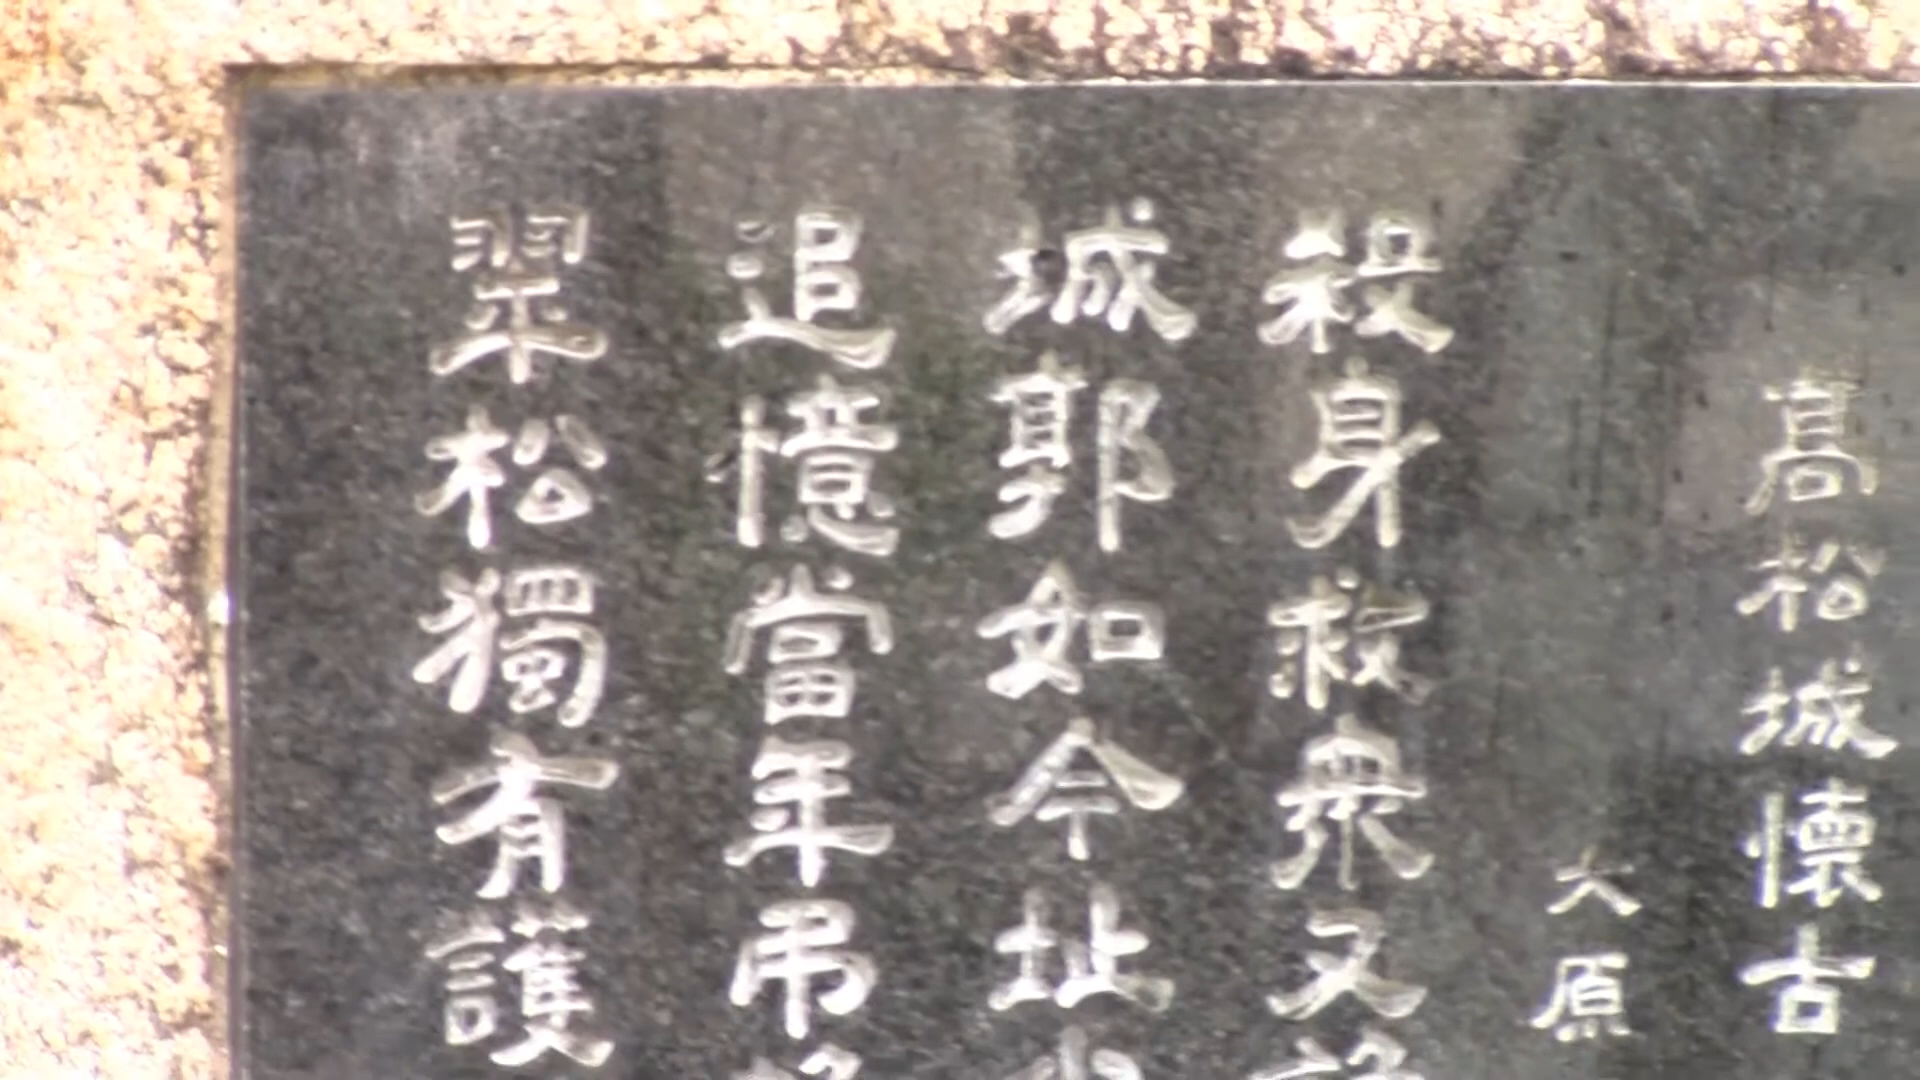 髙松城懐古
大原
殺身救衆又
城郭如今址
追憶當年弔
翠松獨有護